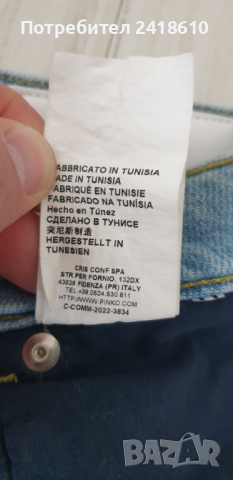 Потребител 2418610
FABBRICATO IN TUNISIA
MADE IN TUNISIA
FABRIQUÉ EN TUNISIE
FABRICADO NA TUNÍSIA
Hecho en Túnez
СДЕЛАНО В ТУНИСЕ
突尼斯制造
HERGESTELLT IN
TUNESIEN
CRIS CONF SPA
STR PER FORNIO, 132DX
43036 FIDENZA (PR) ITALY
TEL +39.0524.530.611
HTTP://WWW.PINKO.COM
C-COMM-2022-3834
BAZAR